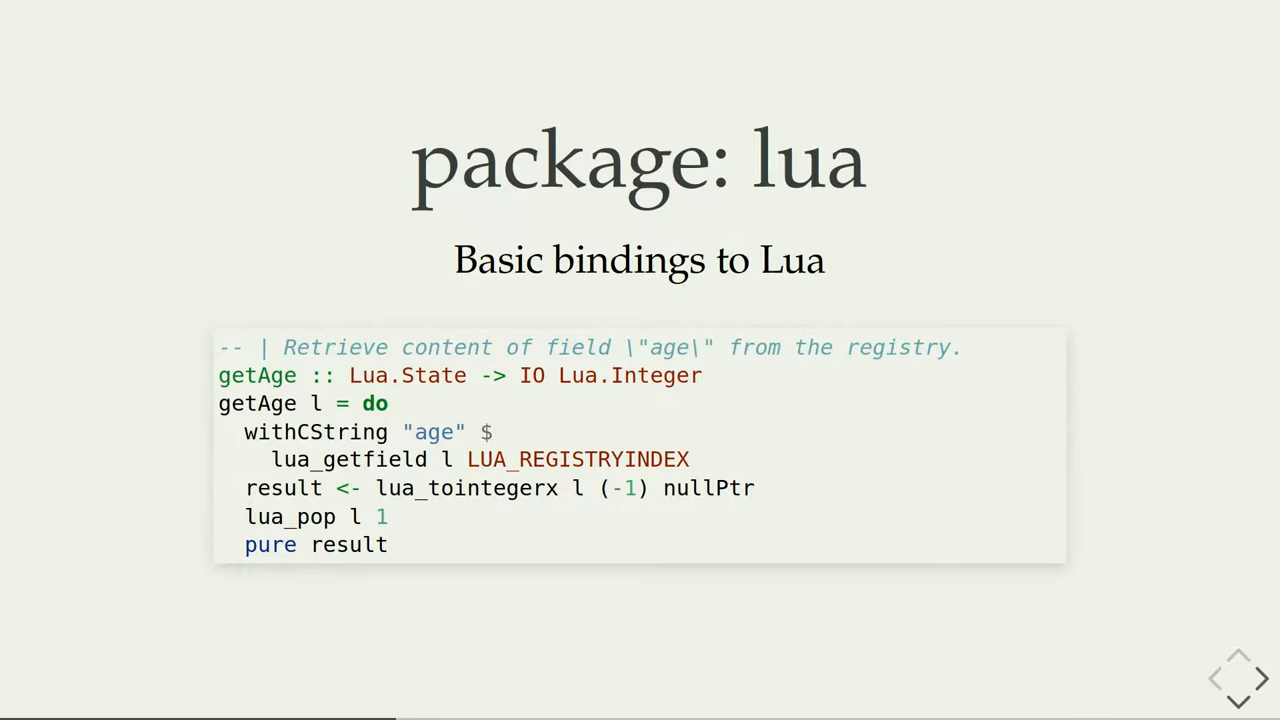 package: lua
Basic bindings to Lua
-- | Retrieve content of field \"age\" from the registry.
getAge :: Lua.State -> IO Lua.Integer
getAge l = do
  withCString "age" $
    lua_getfield l LUA_REGISTRYINDEX
  result <- lua_tointegerx l (-1) nullPtr
  lua_pop l 1
  pure result